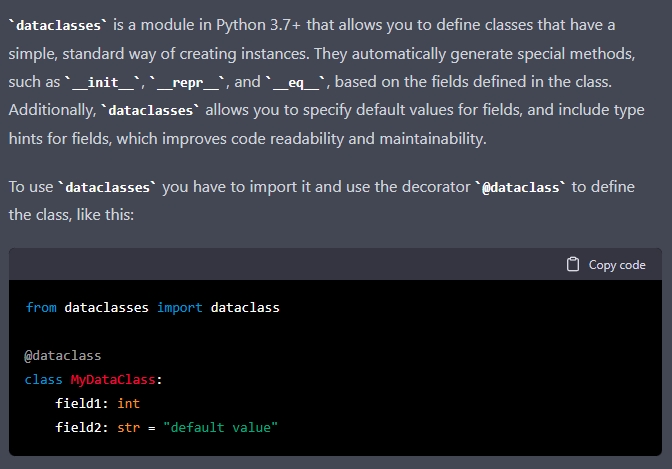 `dataclasses` is a module in Python 3.7+ that allows you to define classes that have a
simple, standard way of creating instances. They automatically generate special methods,
such as `__init__`, `__repr__`, and `__eq__`, based on the fields defined in the class.
Additionally, `dataclasses` allows you to specify default values for fields, and include type
hints for fields, which improves code readability and maintainability.
To use `dataclasses` you have to import it and use the decorator `@dataclass` to define
the class, like this:
Copy code
from dataclasses import dataclass
@dataclass
class MyDataClass:
    field1: int
    field2: str = "default value"